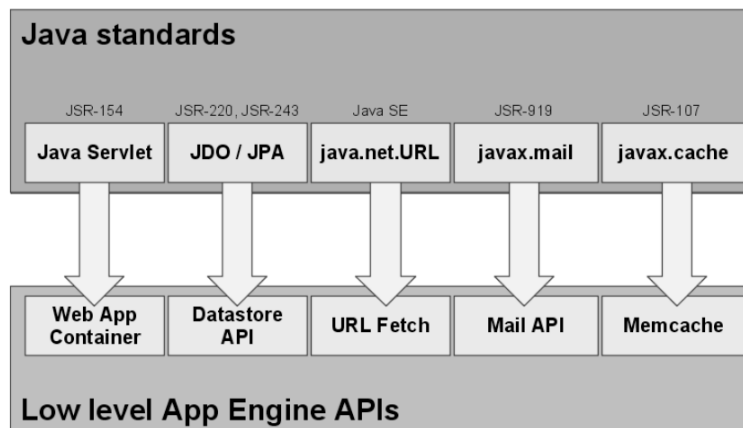 Java standards
JSR-154 JSR-220, JSR-243 Java SE JSR-919 JSR-107
Java Servlet JDO / JPA java.net.URL javax.mail javax.cache
Web App Container Datastore API URL Fetch Mail API Memcache
Low level App Engine APIs